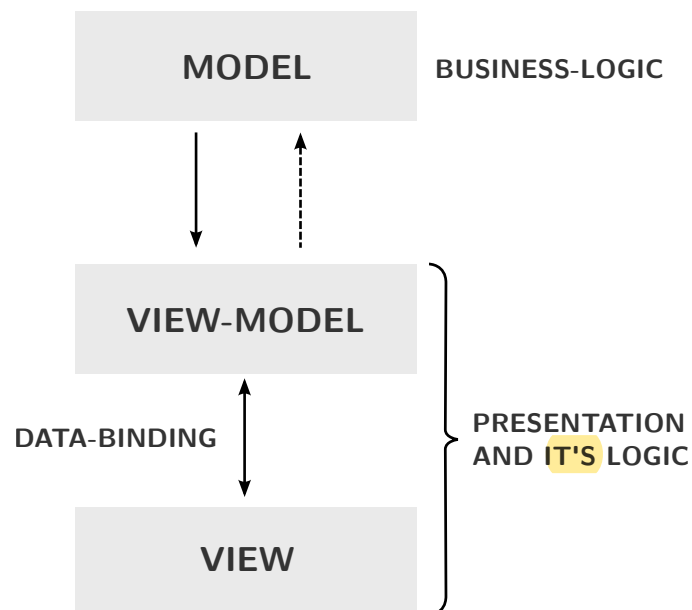 MODEL
BUSINESS-LOGIC
VIEW-MODEL
DATA-BINDING
PRESENTATION
AND IT'S LOGIC
VIEW